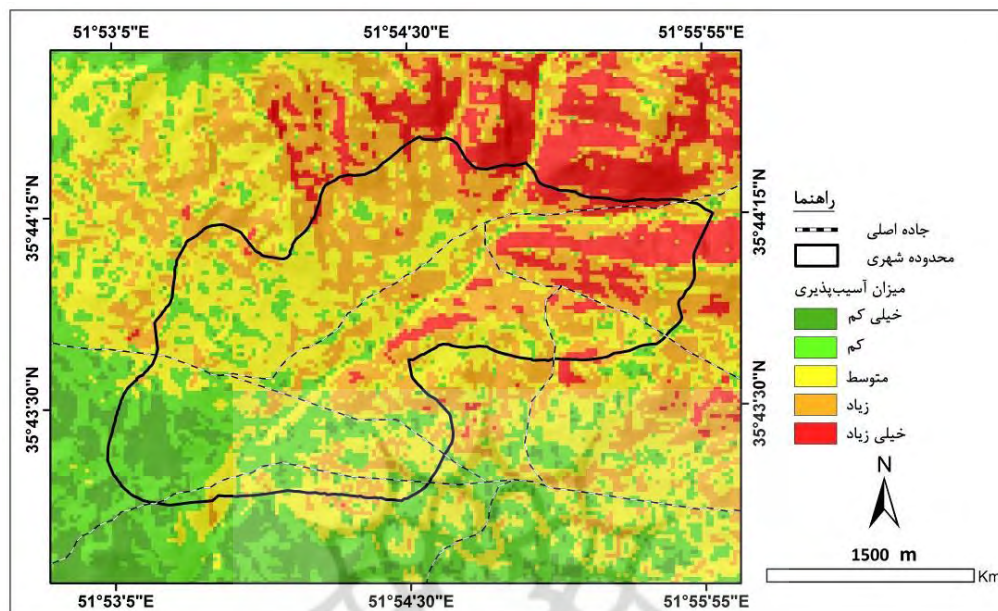 51°53'5"E 51°54'30"E 51°55'55"E
35°44'15"N 35°44'15"N
35°43'30"N 35°43'30"N
راهنما
جاده اصلی
محدوده شهری
میزان آسیب‌پذیری
خیلی کم
کم
متوسط
زیاد
خیلی زیاد
N
1500 m
Km
51°53'5"E 51°54'30"E 51°55'55"E